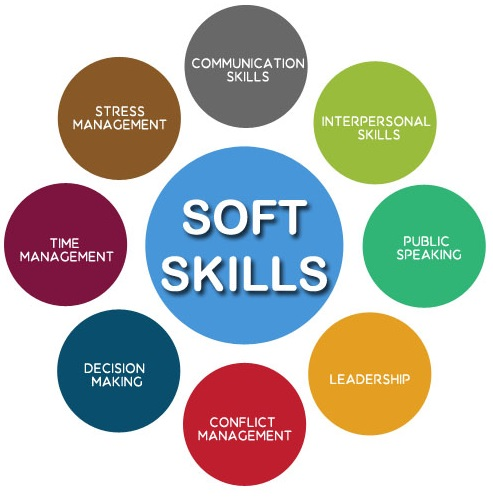 SOFT
SKILLS
COMMUNICATION
SKILLS
INTERPERSONAL
SKILLS
PUBLIC
SPEAKING
LEADERSHIP
CONFLICT
MANAGEMENT
DECISION
MAKING
TIME
MANAGEMENT
STRESS
MANAGEMENT